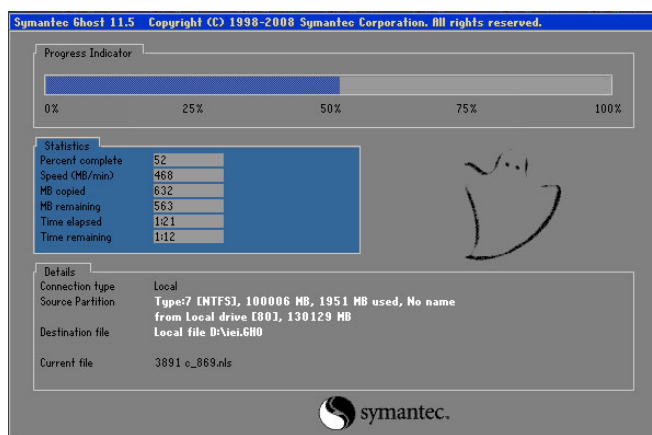 Symantec Ghost 11.5 Copyright (C) 1998-2008 Symantec Corporation. All rights reserved.
Progress Indicator
0% 25% 50% 75% 100%
Statistics
Percent complete 52
Speed (MB/min) 468
MB copied 632
MB remaining 563
Time elapsed 1:21
Time remaining 1:12
Details
Connection type Local
Source Partition Type:7 [NTFS], 100006 MB, 1951 MB used, No name
from Local drive [80], 130129 MB
Destination file Local file D:\iei.GHO
Current file 3891 c_869.nls
symantec.